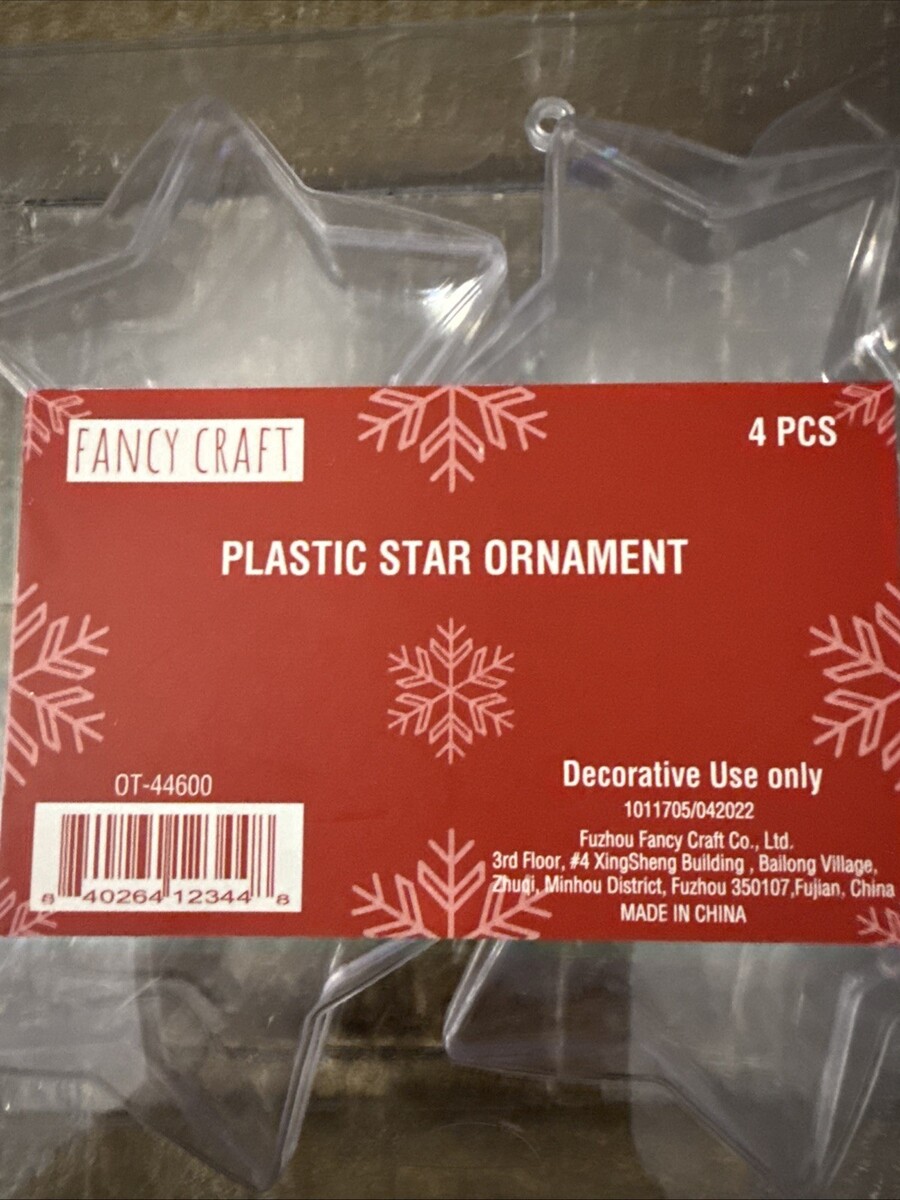 FANCY CRAFT
4 PCS
PLASTIC STAR ORNAMENT
OT-44600
8 40264 12344 8
Decorative Use only
1011705/042022
Fuzhou Fancy Craft Co., Ltd.
3rd Floor, #4 XingSheng Building , Bailong Village,
Zhuqi, Minhou District, Fuzhou 350107,Fujian, China
MADE IN CHINA